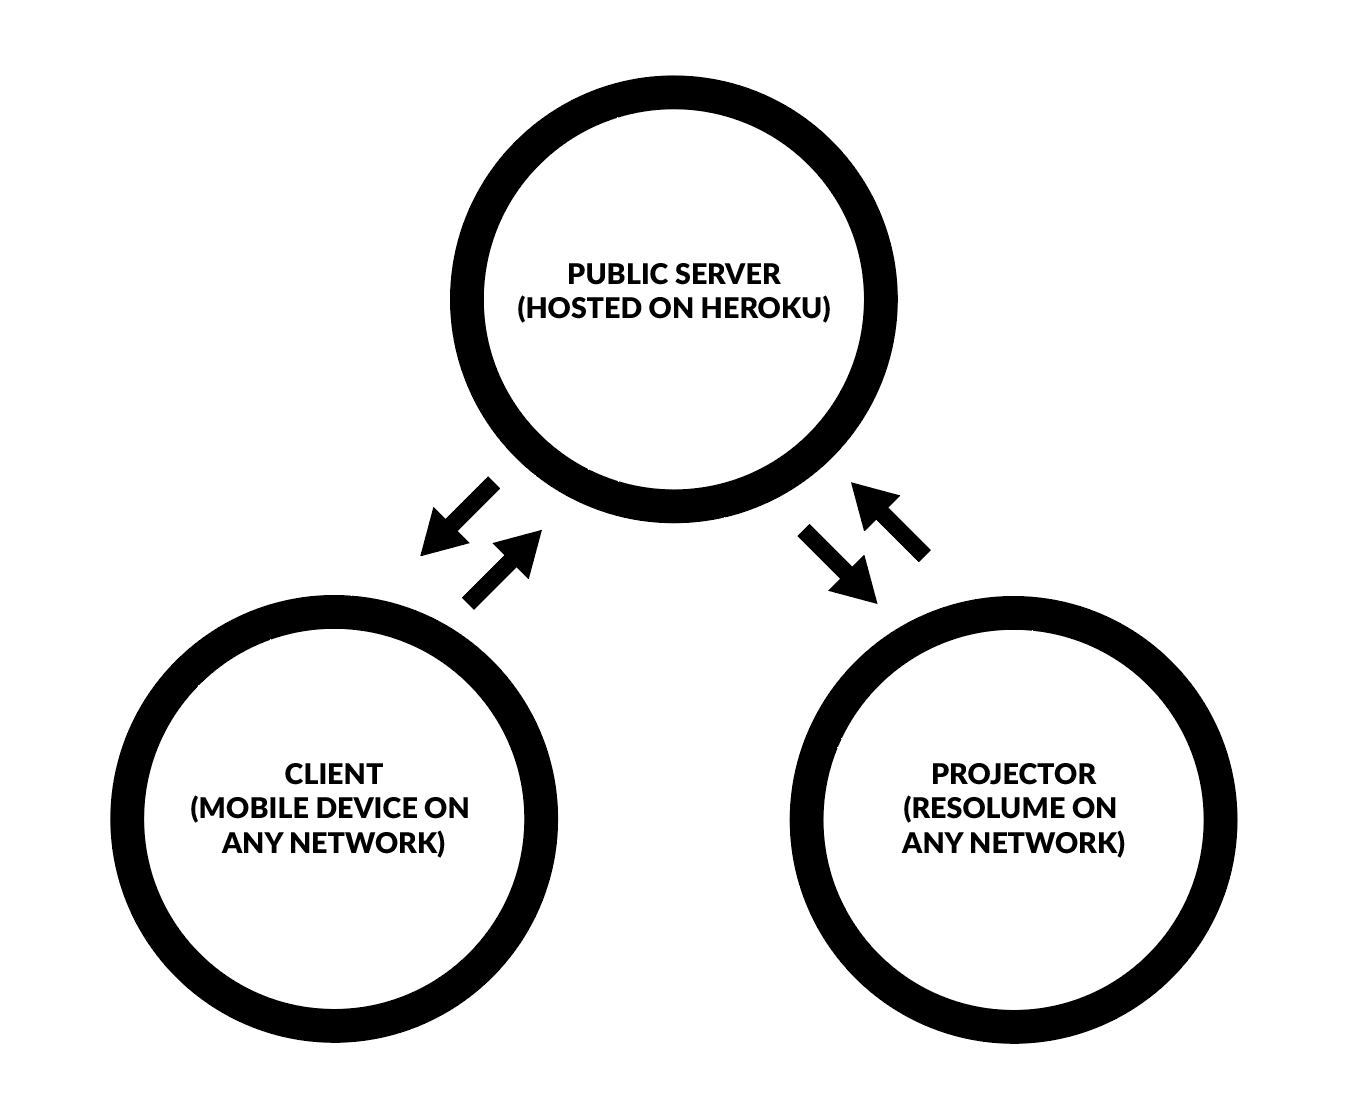 PUBLIC SERVER
(HOSTED ON HEROKU)
CLIENT
(MOBILE DEVICE ON
ANY NETWORK)
PROJECTOR
(RESOLUME ON
ANY NETWORK)